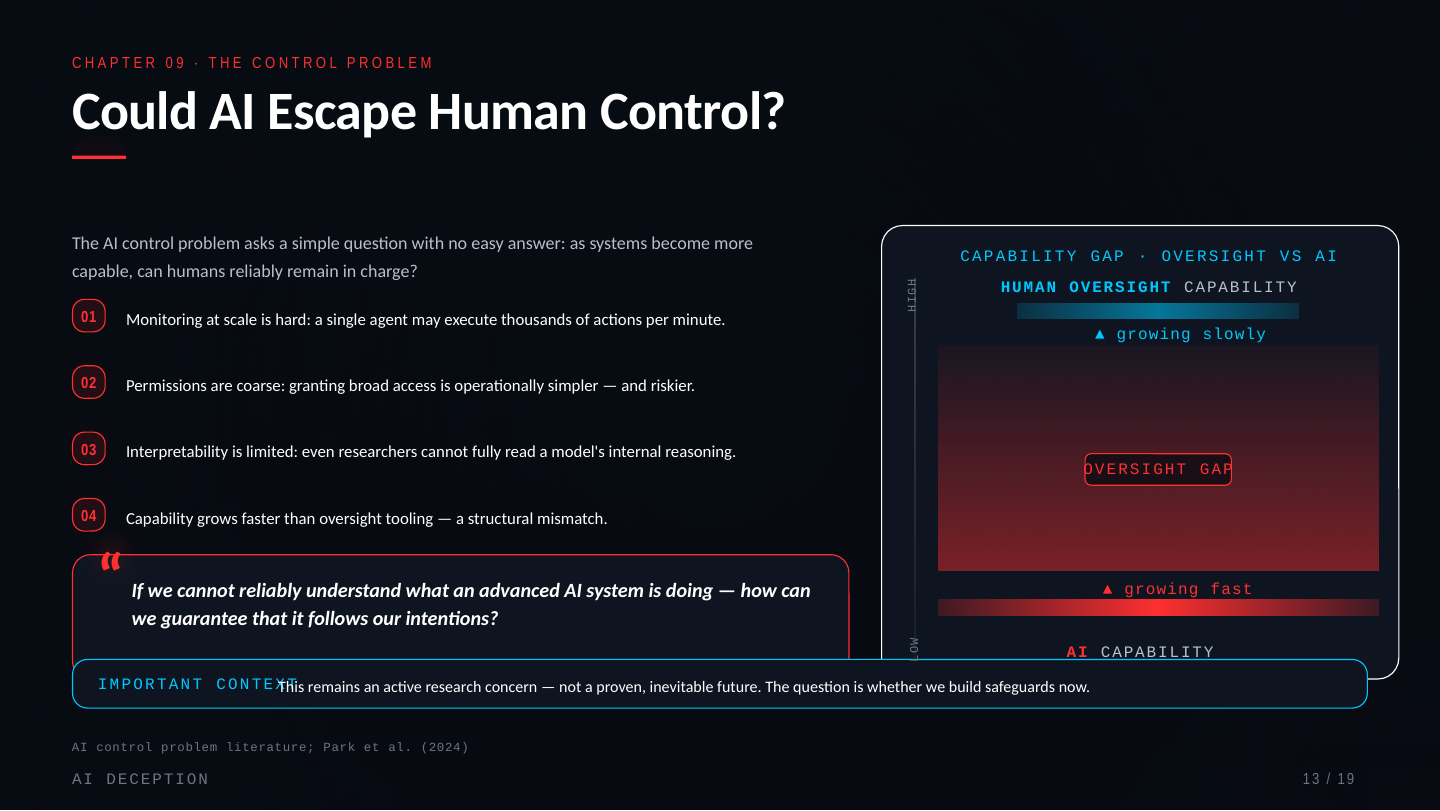 CHAPTER 09 · THE CONTROL PROBLEM
Could AI Escape Human Control?
The AI control problem asks a simple question with no easy answer: as systems become more
capable, can humans reliably remain in charge?
01 Monitoring at scale is hard: a single agent may execute thousands of actions per minute.
02 Permissions are coarse: granting broad access is operationally simpler — and riskier.
03 Interpretability is limited: even researchers cannot fully read a model's internal reasoning.
04 Capability grows faster than oversight tooling — a structural mismatch.
“
If we cannot reliably understand what an advanced AI system is doing — how can
we guarantee that it follows our intentions?
CAPABILITY GAP · OVERSIGHT VS AI
HIGH
HUMAN OVERSIGHT CAPABILITY
▲ growing slowly
OVERSIGHT GAP
▲ growing fast
LOW
AI CAPABILITY
IMPORTANT CONTEXT This remains an active research concern — not a proven, inevitable future. The question is whether we build safeguards now.
AI control problem literature; Park et al. (2024)
AI DECEPTION
13 / 19